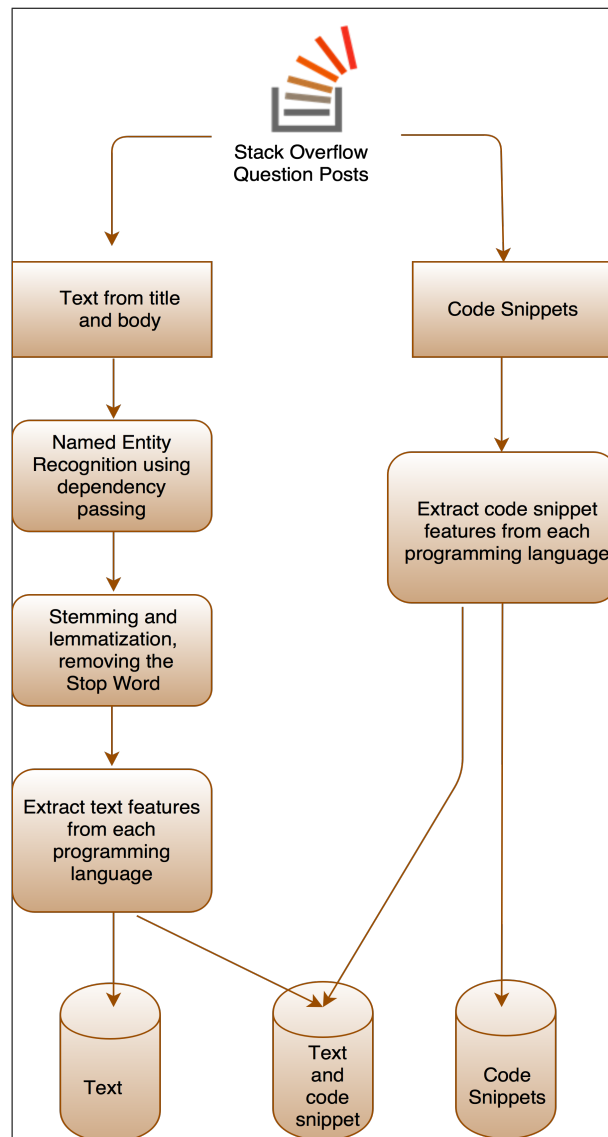 Stack Overflow
Question Posts
Text from title
and body
Code Snippets
Named Entity
Recognition using
dependency
passing
Extract code snippet
features from each
programming language
Stemming and
lemmatization,
removing the
Stop Word
Extract text features
from each
programming
language
Text
Text
and
code
snippet
Code
Snippets